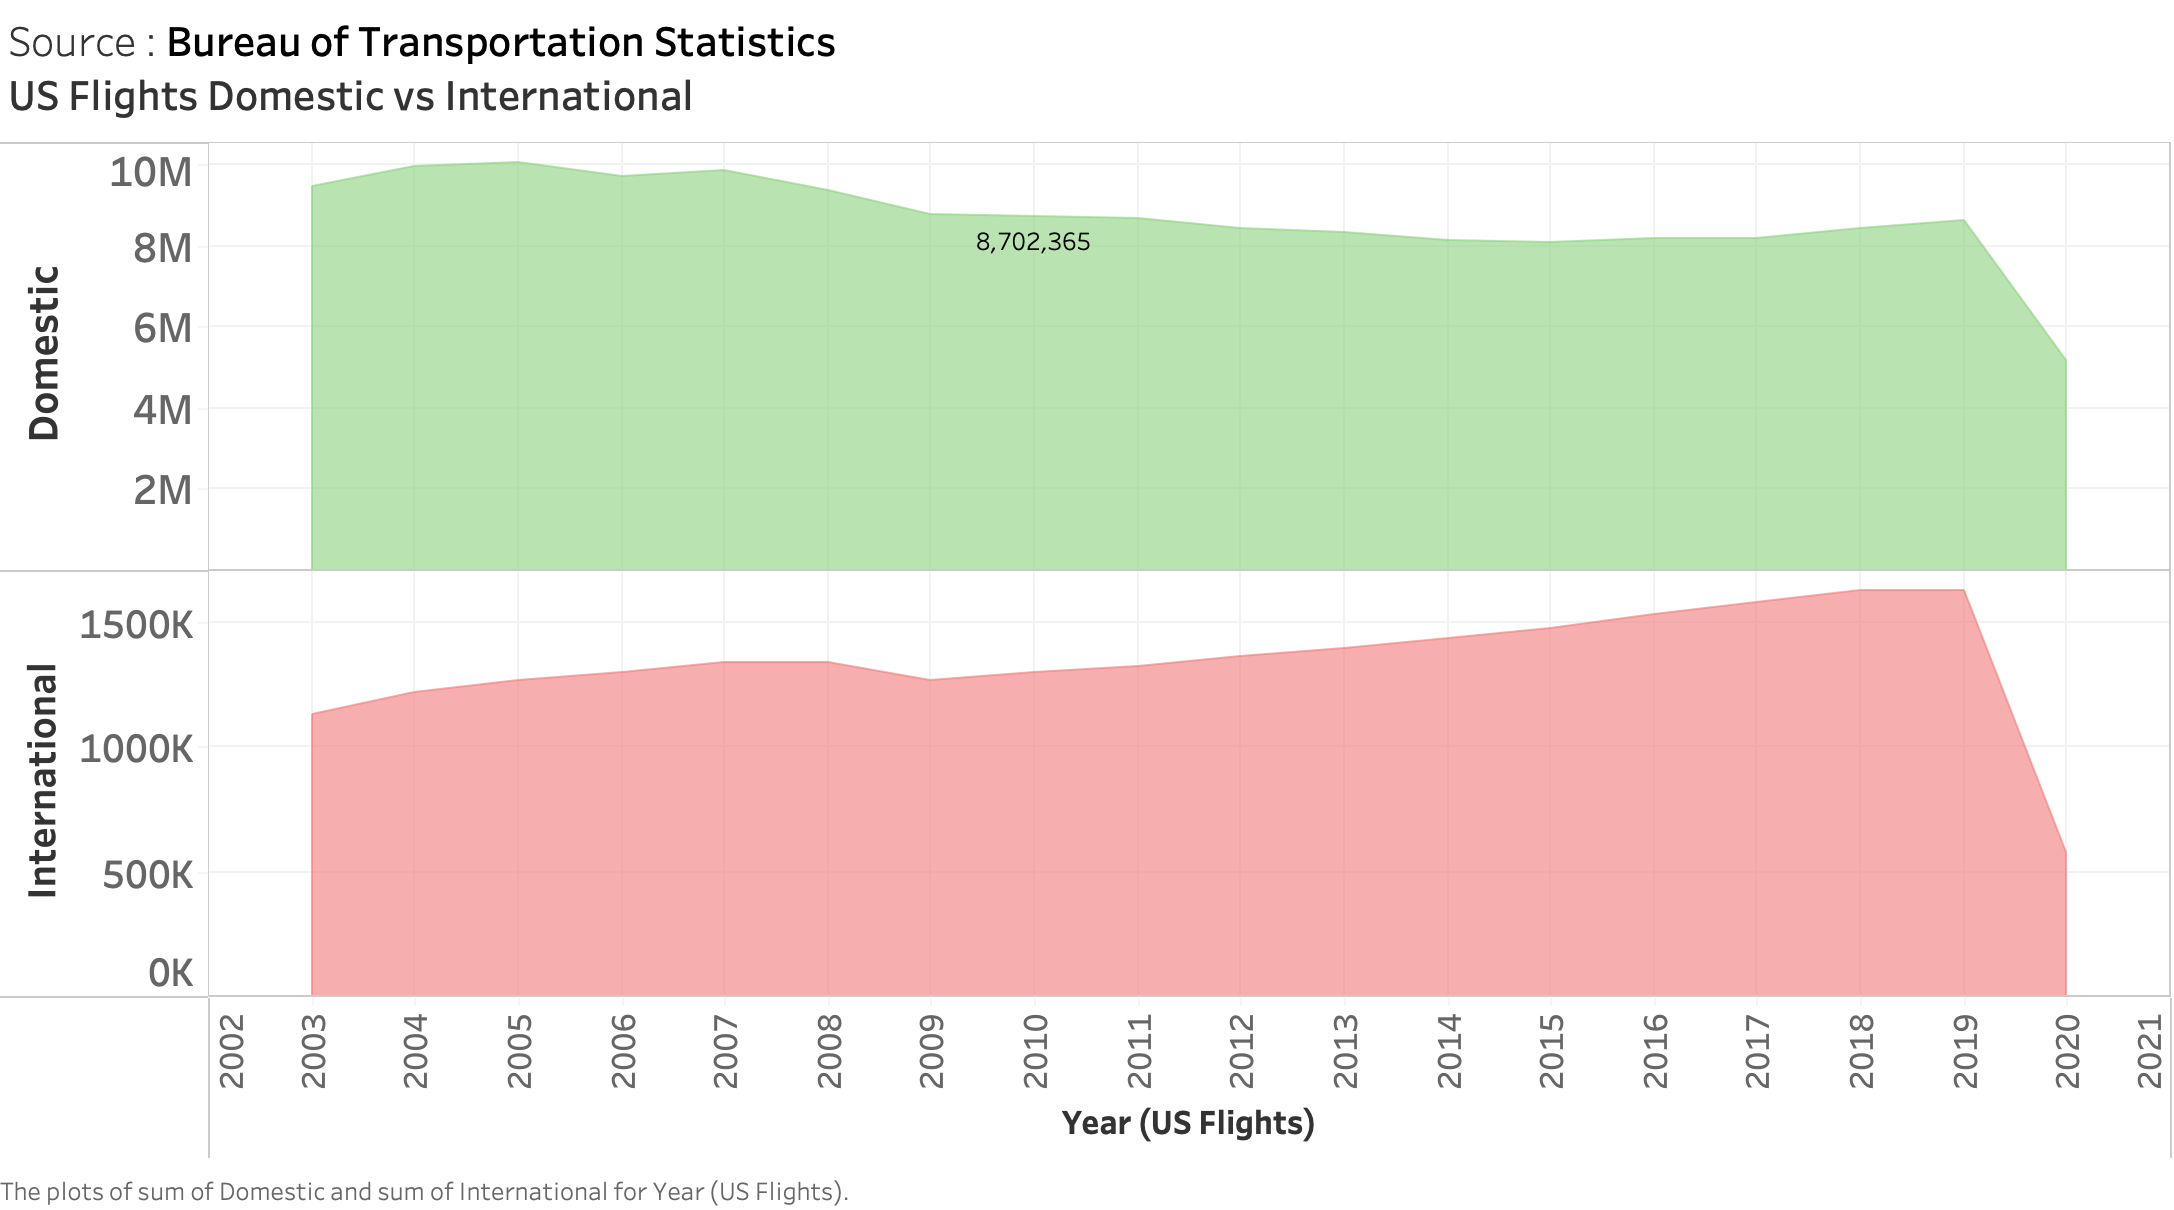 Source : Bureau of Transportation Statistics
US Flights Domestic vs International
Domestic
10M
8M
6M
4M
2M
8,702,365
International
1500K
1000K
500K
0K
2002 2003 2004 2005 2006 2007 2008 2009 2010 2011 2012 2013 2014 2015 2016 2017 2018 2019 2020 2021
Year (US Flights)
The plots of sum of Domestic and sum of International for Year (US Flights).